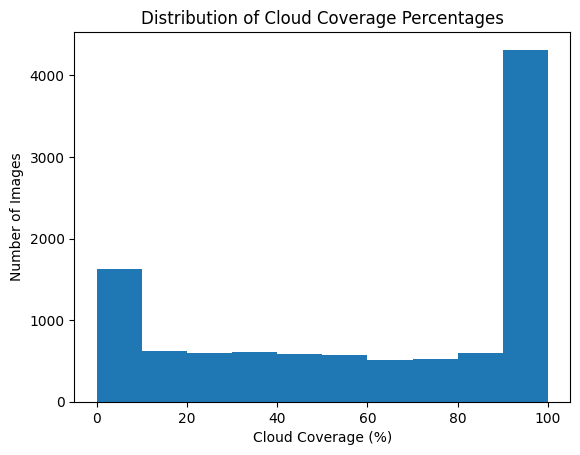 Distribution of Cloud Coverage Percentages
Number of Images
4000
3000
2000
1000
0
0 20 40 60 80 100
Cloud Coverage (%)